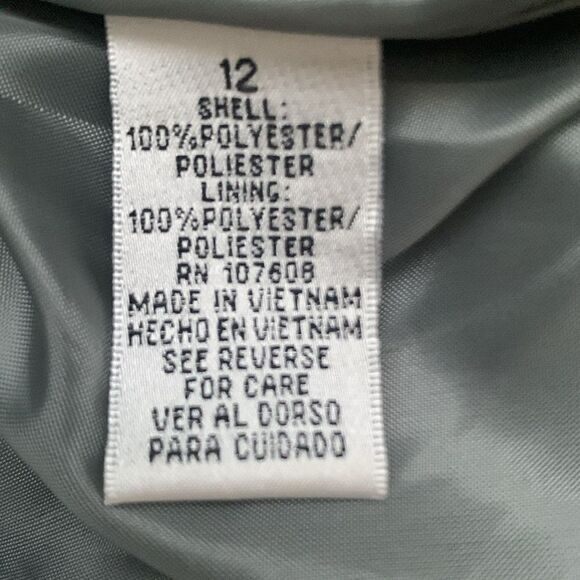 12
SHELL:
100%POLYESTER/
POLIESTER
LINING:
100%POLYESTER/
POLIESTER
RN 107608
MADE IN VIETNAM
HECHO EN VIETNAM
SEE REVERSE
FOR CARE
VER AL DORSO
PARA CUIDADO